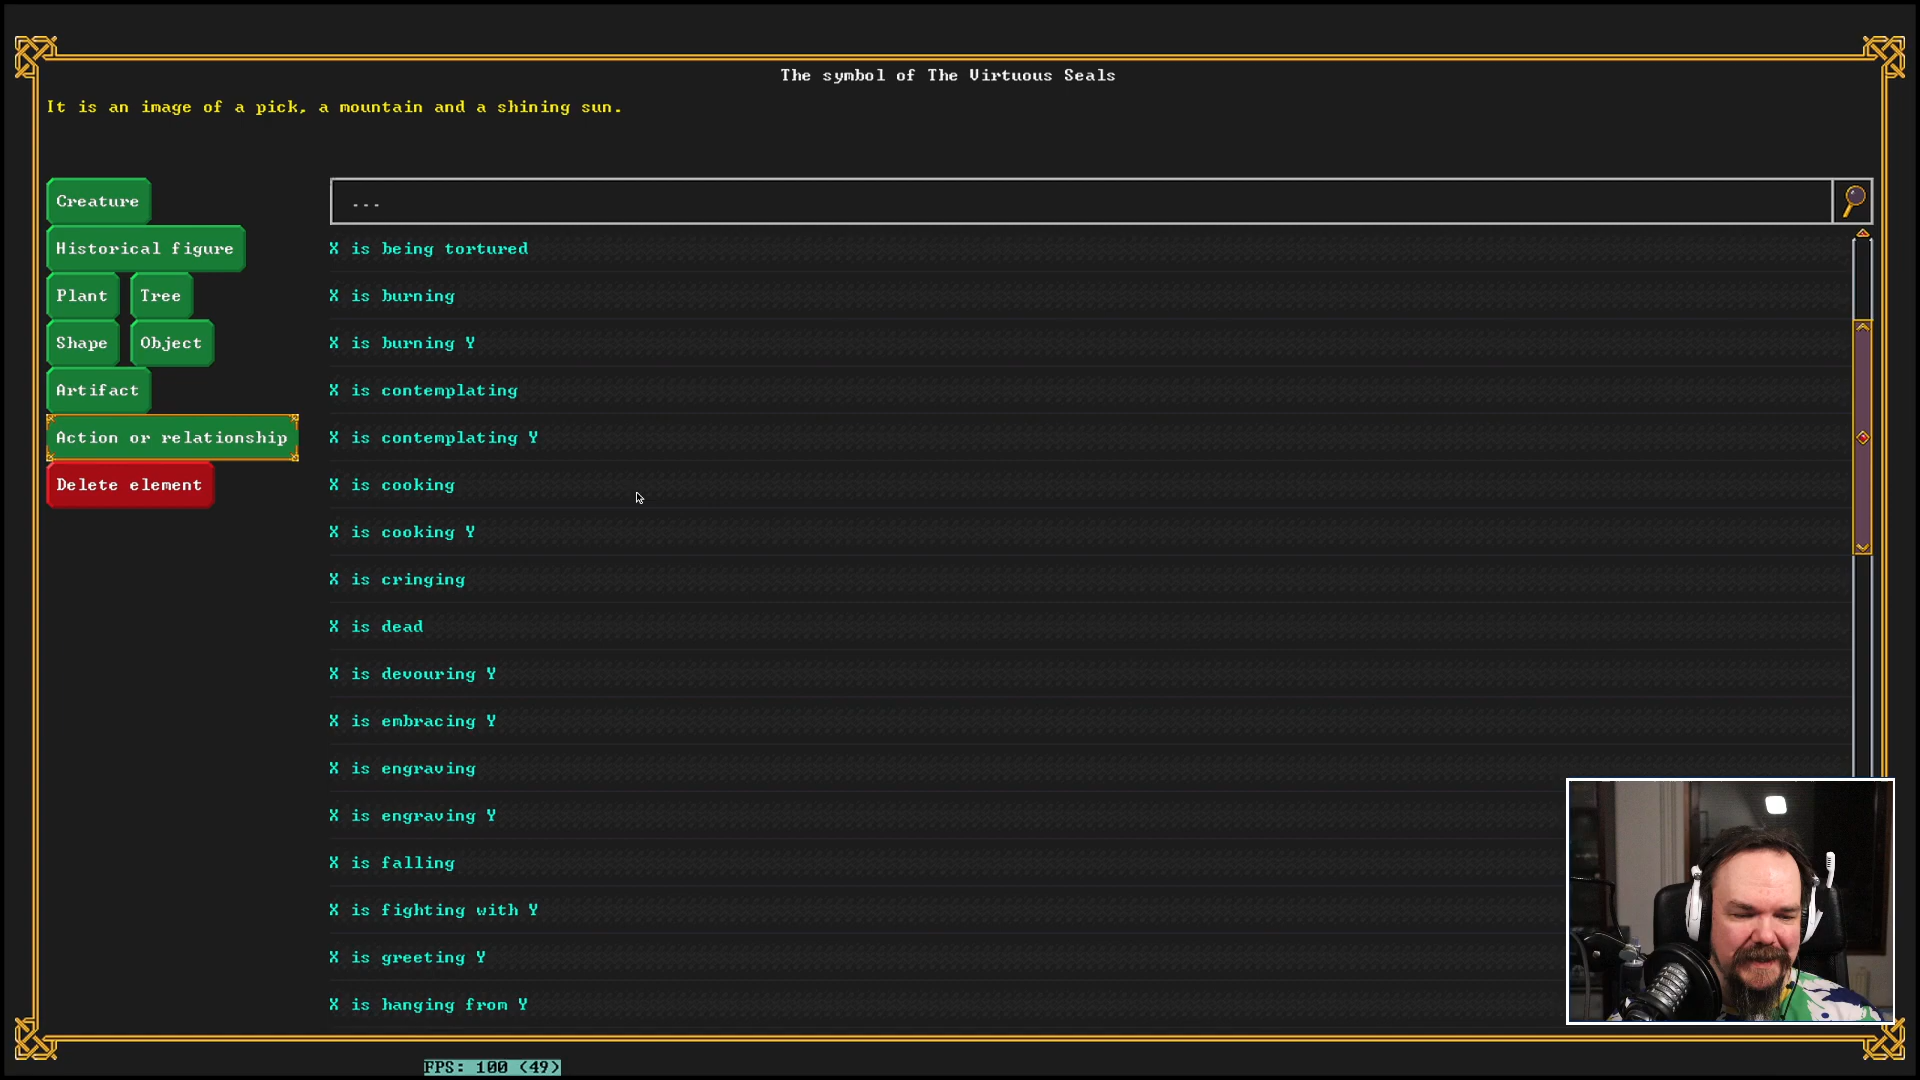 The symbol of The Virtuous Seals
It is an image of a pick, a mountain and a shining sun.
...
Creature
Historical figure
Plant
Tree
Shape
Object
Artifact
Action or relationship
Delete element
X is being tortured
X is burning
X is burning Y
X is contemplating
X is contemplating Y
X is cooking
X is cooking Y
X is cringing
X is dead
X is devouring Y
X is embracing Y
X is engraving
X is engraving Y
X is falling
X is fighting with Y
X is greeting Y
X is hanging from Y
FPS: 100 (49)